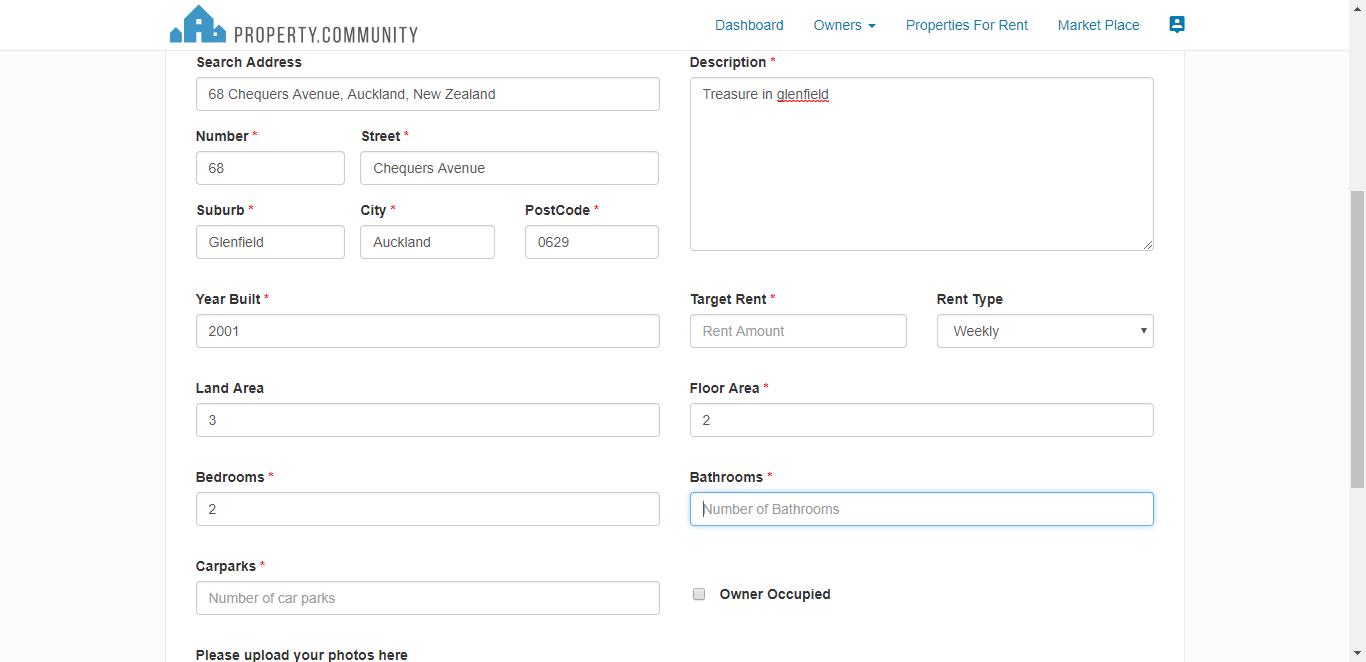 PROPERTY.COMMUNITY
Dashboard Owners Properties For Rent Market Place
Search Address
68 Chequers Avenue, Auckland, New Zealand
Description *
Treasure in glenfield
Number * Street *
68 Chequers Avenue
Suburb * City * PostCode *
Glenfield Auckland 0629
Year Built * Target Rent * Rent Type
2001 Rent Amount Weekly
Land Area Floor Area *
3 2
Bedrooms * Bathrooms *
2 Number of Bathrooms
Carparks *
Number of car parks Owner Occupied
Please upload your photos here